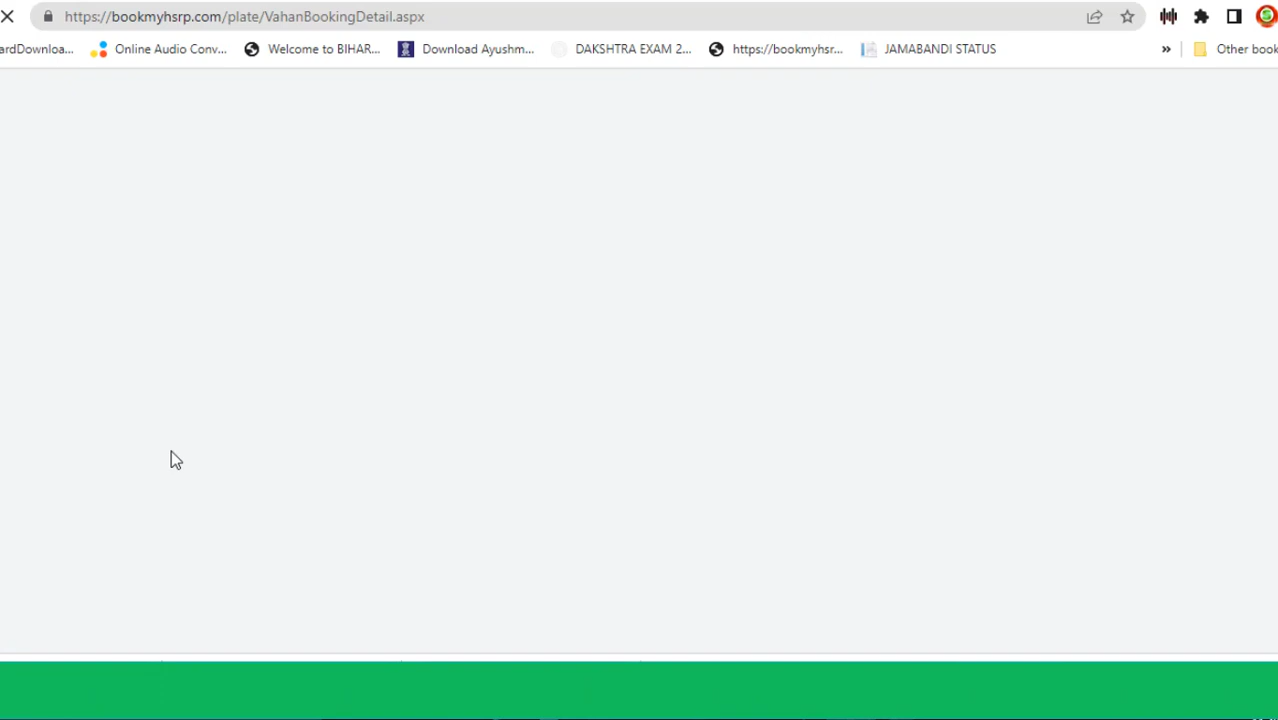 https://bookmyhsrp.com/plate/VahanBookingDetail.aspx
ardDownloa... Online Audio Conv... Welcome to BIHAR... Download Ayushm... DAKSHTRA EXAM 2... https://bookmyhsr... JAMABANDI STATUS » Other book